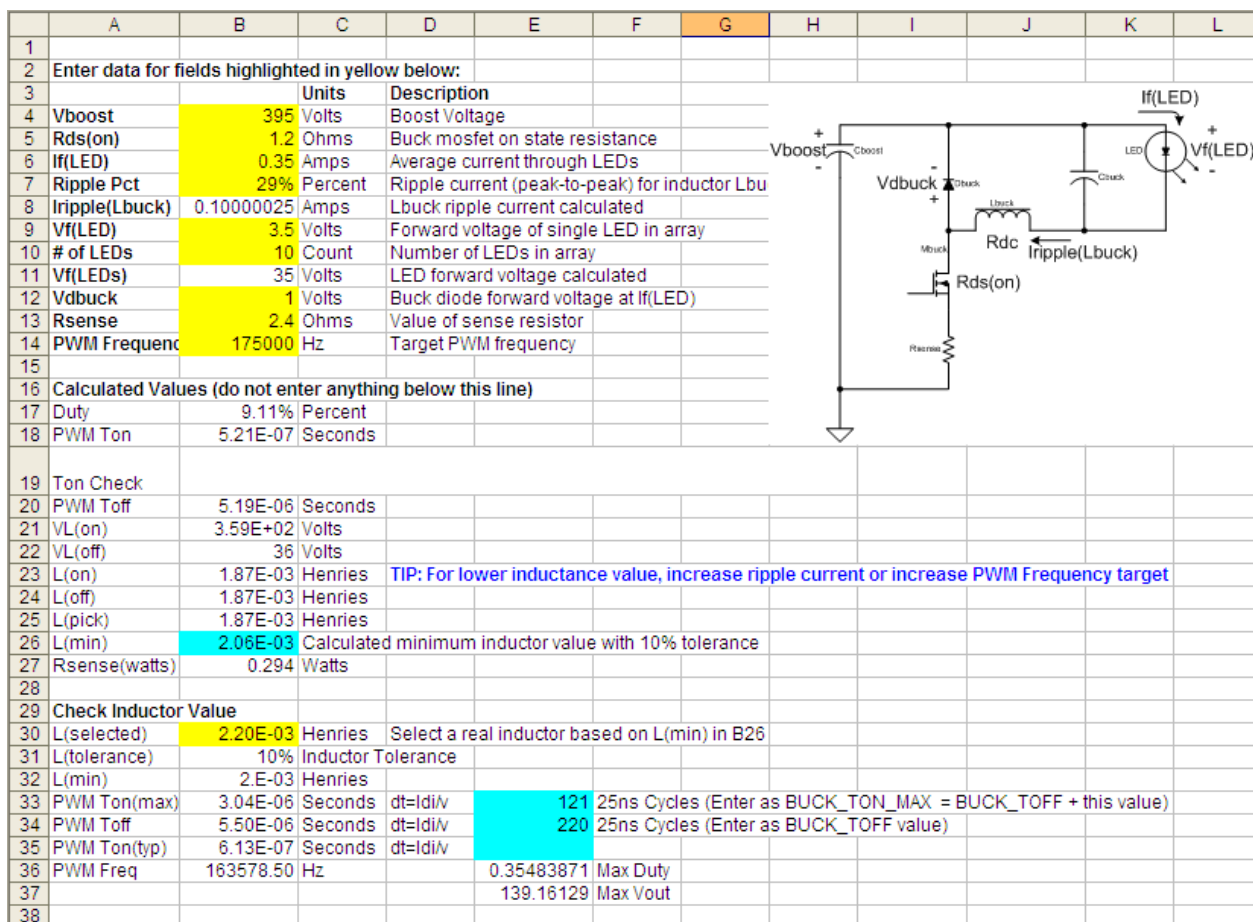 A B C D E F G H I J K L
1
2 Enter data for fields highlighted in yellow below:
3 Units Description
4 Vboost 395 Volts Boost Voltage
5 Rds(on) 1.2 Ohms Buck mosfet on state resistance
6 If(LED) 0.35 Amps Average current through LEDs
7 Ripple Pct 29% Percent Ripple current (peak-to-peak) for inductor Lbu
8 Iripple(Lbuck) 0.10000025 Amps Lbuck ripple current calculated
9 Vf(LED) 3.5 Volts Forward voltage of single LED in array
10 # of LEDs 10 Count Number of LEDs in array
11 Vf(LEDs) 35 Volts LED forward voltage calculated
12 Vdbuck 1 Volts Buck diode forward voltage at If(LED)
13 Rsense 2.4 Ohms Value of sense resistor
14 PWM Frequenc 175000 Hz Target PWM frequency
15
16 Calculated Values (do not enter anything below this line)
17 Duty 9.11% Percent
18 PWM Ton 5.21E-07 Seconds
19 Ton Check
20 PWM Toff 5.19E-06 Seconds
21 VL(on) 3.59E+02 Volts
22 VL(off) 36 Volts
23 L(on) 1.87E-03 Henries TIP: For lower inductance value, increase ripple current or increase PWM Frequency target
24 L(off) 1.87E-03 Henries
25 L(pick) 1.87E-03 Henries
26 L(min) 2.06E-03 Calculated minimum inductor value with 10% tolerance
27 Rsense(watts) 0.294 Watts
28
29 Check Inductor Value
30 L(selected) 2.20E-03 Henries Select a real inductor based on L(min) in B26
31 L(tolerance) 10% Inductor Tolerance
32 L(min) 2.E-03 Henries
33 PWM Ton(max) 3.04E-06 Seconds dt=ldi/v 121 25ns Cycles (Enter as BUCK_TON_MAX = BUCK_TOFF + this value)
34 PWM Toff 5.50E-06 Seconds dt=ldi/v 220 25ns Cycles (Enter as BUCK_TOFF value)
35 PWM Ton(typ) 6.13E-07 Seconds dt=ldi/v
36 PWM Freq 163578.50 Hz 0.35483871 Max Duty
37 139.16129 Max Vout
38
If(LED)
+
Vboost
-
Cboost
-
Vdbuck
+
Dbuck
Lbuck
Rdc
Iripple(Lbuck)
Cbuck
LED
+
Vf(LED)
-
Mbuck
Rds(on)
Rsense